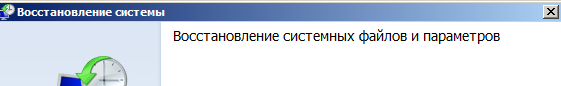 Восстановление системы
Восстановление системных файлов и параметров